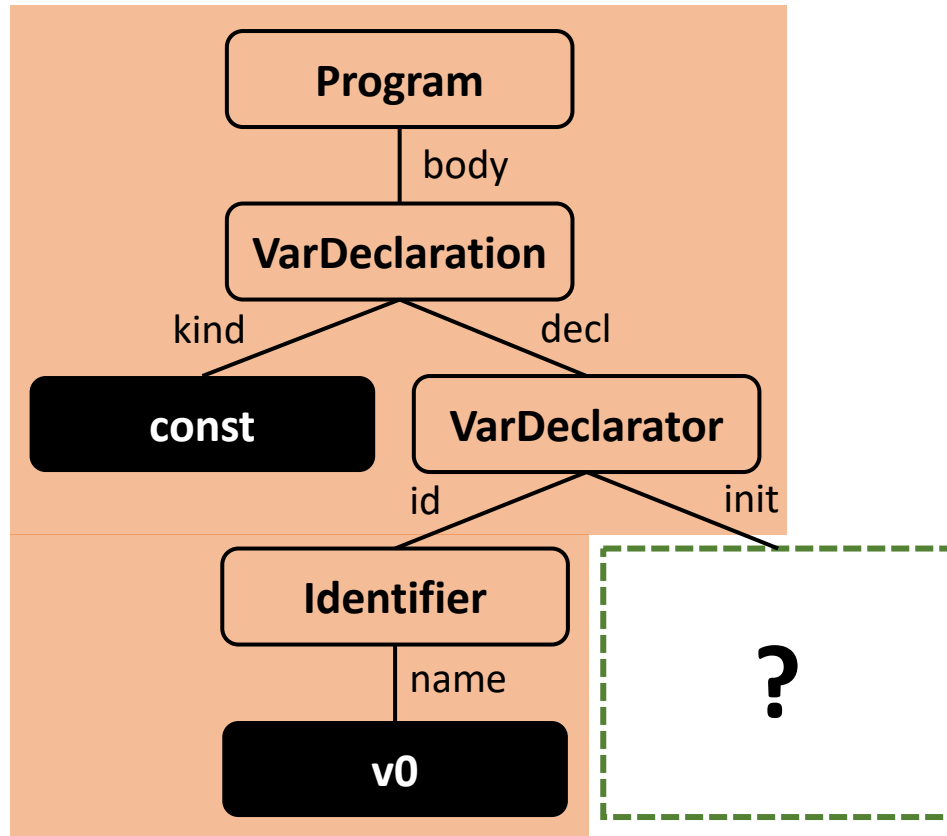 Program
body
VarDeclaration
kind decl
const VarDeclarator
id init
Identifier
?
name
v0